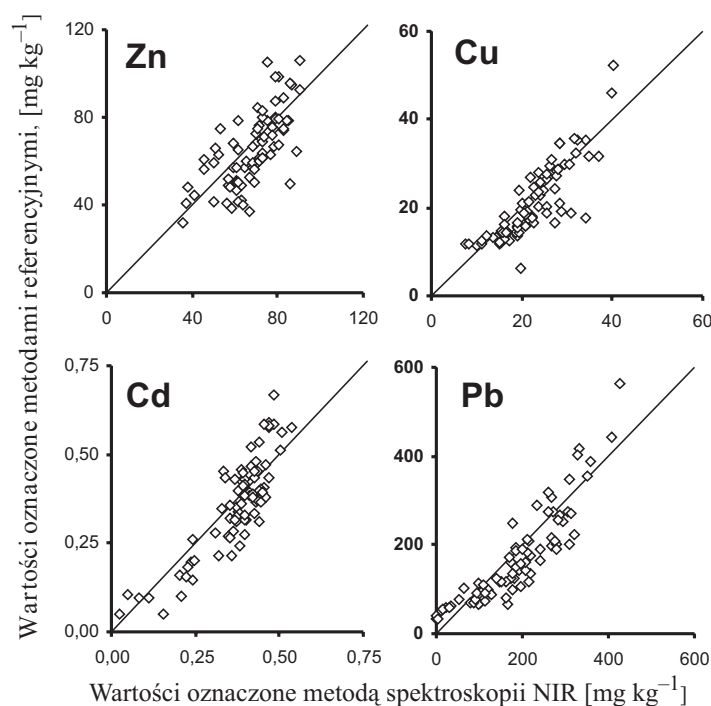 Wartości oznaczone metodami referencyjnymi, [mg kg⁻¹]
120
80
40
0
0 40 80 120
Zn
60
40
20
0
0 20 40 60
Cu
0,75
0,50
0,25
0,00
0,00 0,25 0,50 0,75
Cd
600
400
200
0
0 200 400 600
Pb
Wartości oznaczone metodą spektroskopii NIR [mg kg⁻¹]